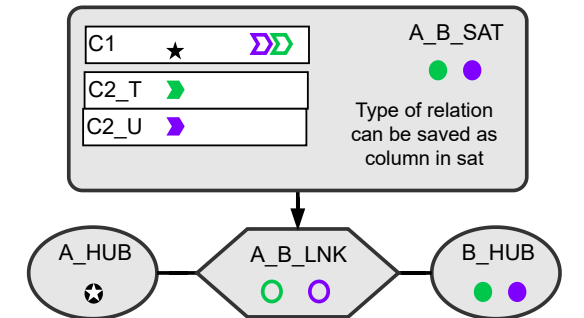 C1
A_B_SAT
C2_T
C2_U
Type of relation
can be saved as
column in sat
A_HUB
A_B_LNK
B_HUB